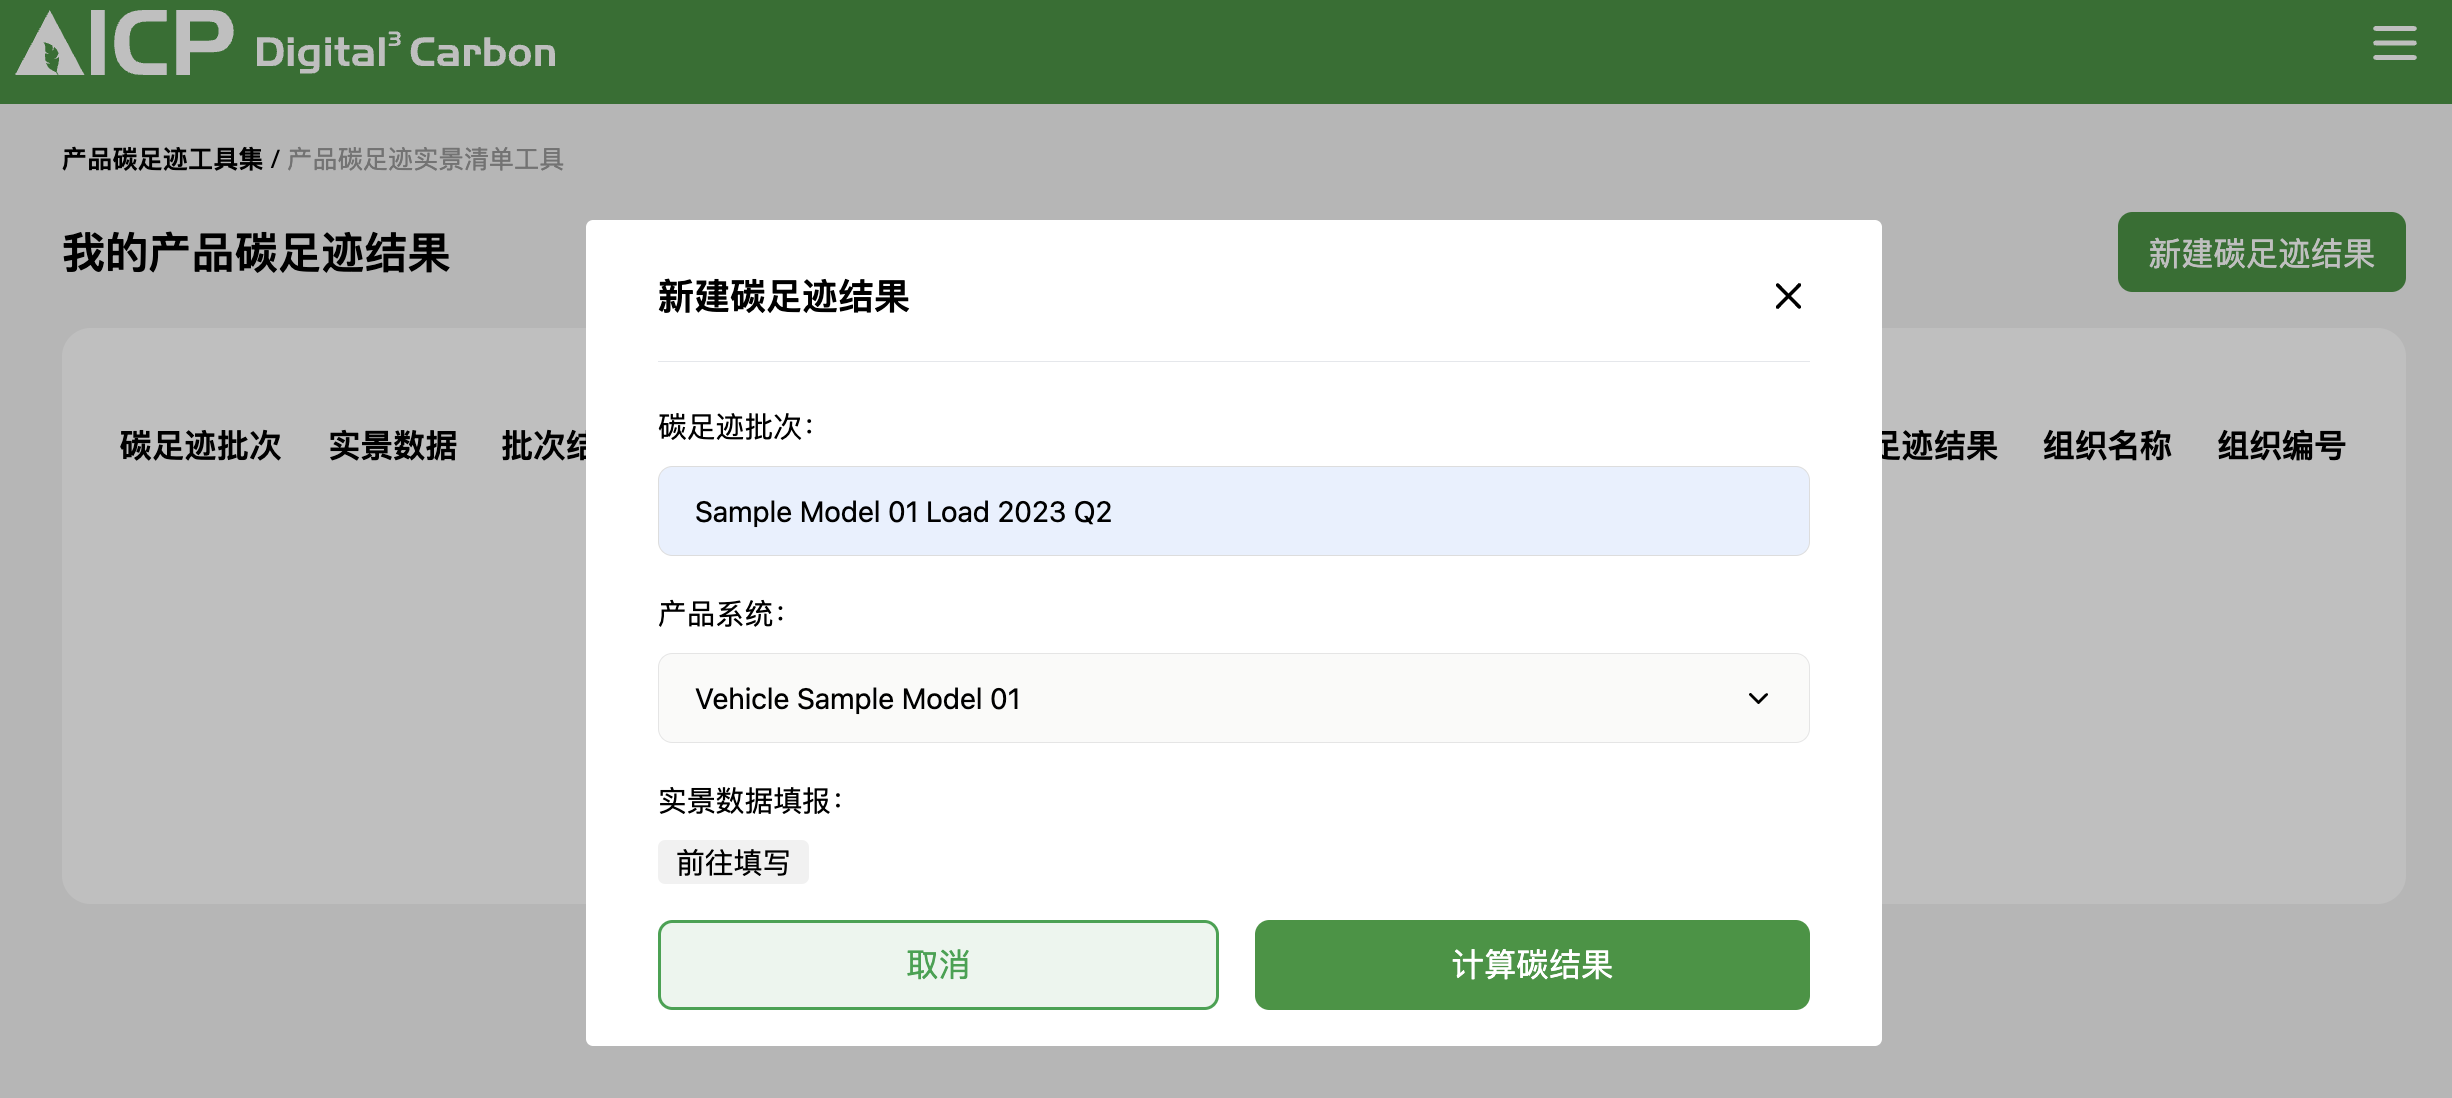 AICP Digital³ Carbon
产品碳足迹工具集 / 产品碳足迹实景清单工具
我的产品碳足迹结果
新建碳足迹结果
碳足迹批次 实景数据 批次结
足迹结果 组织名称 组织编号
新建碳足迹结果
碳足迹批次：
Sample Model 01 Load 2023 Q2
产品系统：
Vehicle Sample Model 01
实景数据填报：
前往填写
取消
计算碳结果